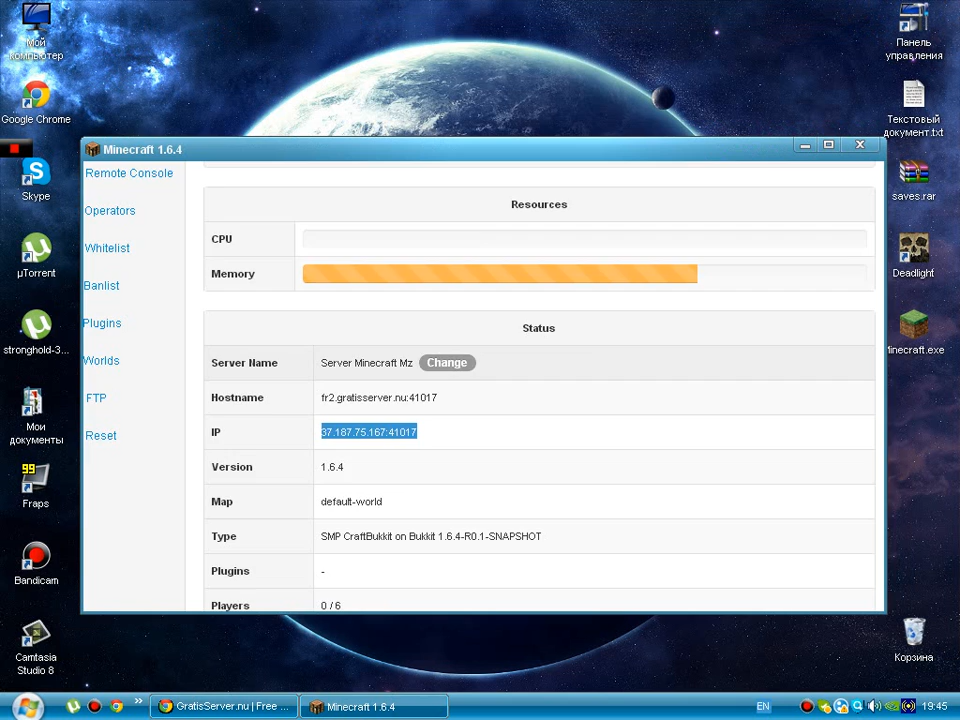 Мой
компьютер
Google Chrome
Skype
µTorrent
stronghold-3...
Мои
документы
99
Fraps
Bandicam
Camtasia
Studio 8
Панель
управления
Текстовый
документ.txt
saves.rar
Deadlight
Minecraft.exe
Корзина
Minecraft 1.6.4
Remote Console
Operators
Whitelist
Banlist
Plugins
Worlds
FTP
Reset
Resources
CPU
Memory
Status
Server Name Server Minecraft Mz Change
Hostname fr2.gratisserver.nu:41017
IP 37.187.75.167:41017
Version 1.6.4
Map default-world
Type SMP CraftBukkit on Bukkit 1.6.4-R0.1-SNAPSHOT
Plugins -
Players 0 / 6
» GratisServer.nu | Free ... Minecraft 1.6.4 EN 19:45